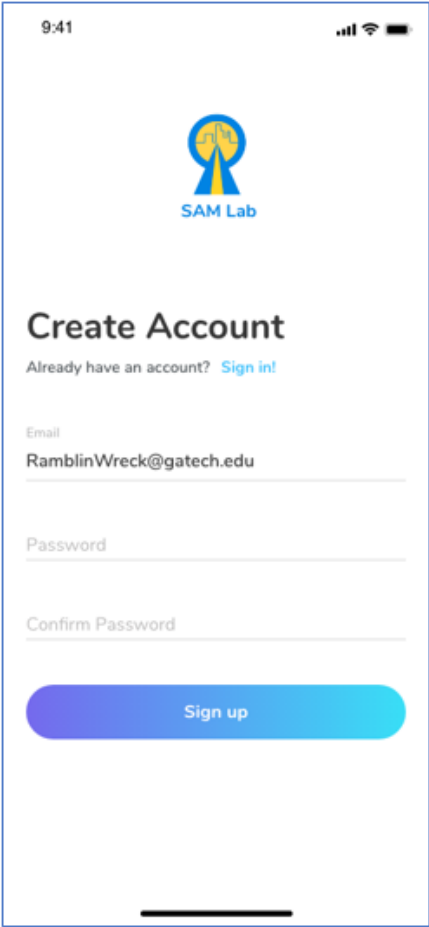 9:41
SAM Lab
Create Account
Already have an account? Sign in!
Email
RamblinWreck@gatech.edu
Password
Confirm Password
Sign up